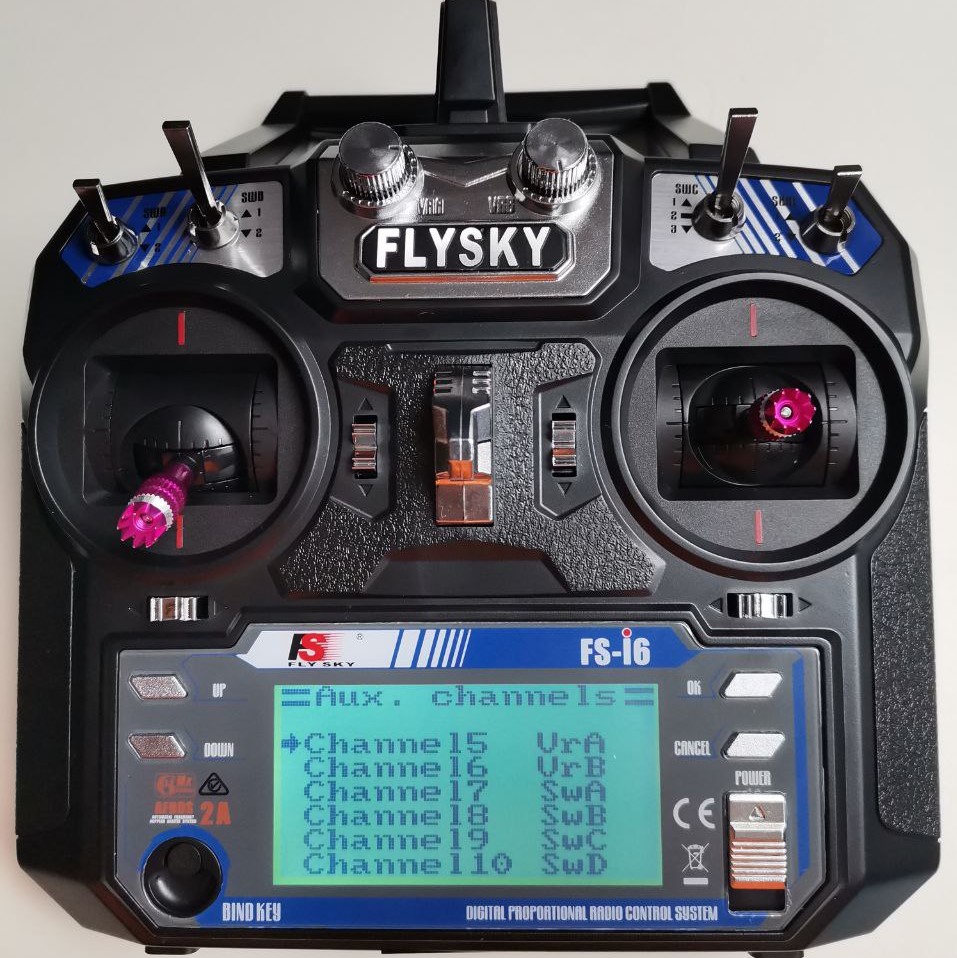 SWA
1
2
SWB
1
2
VRA VRB
FLYSKY
SWC
1
2
3
FS ®
FLY SKY
FS-i6
UP
DOWN
OK
CANCEL
POWER
=Aux. channels=
Channel5 VrA
Channel6 VrB
Channel7 SwA
Channel8 SwB
Channel9 SwC
Channel10 SwD
2A
CE
BIND KEY
DIGITAL PROPORTIONAL RADIO CONTROL SYSTEM